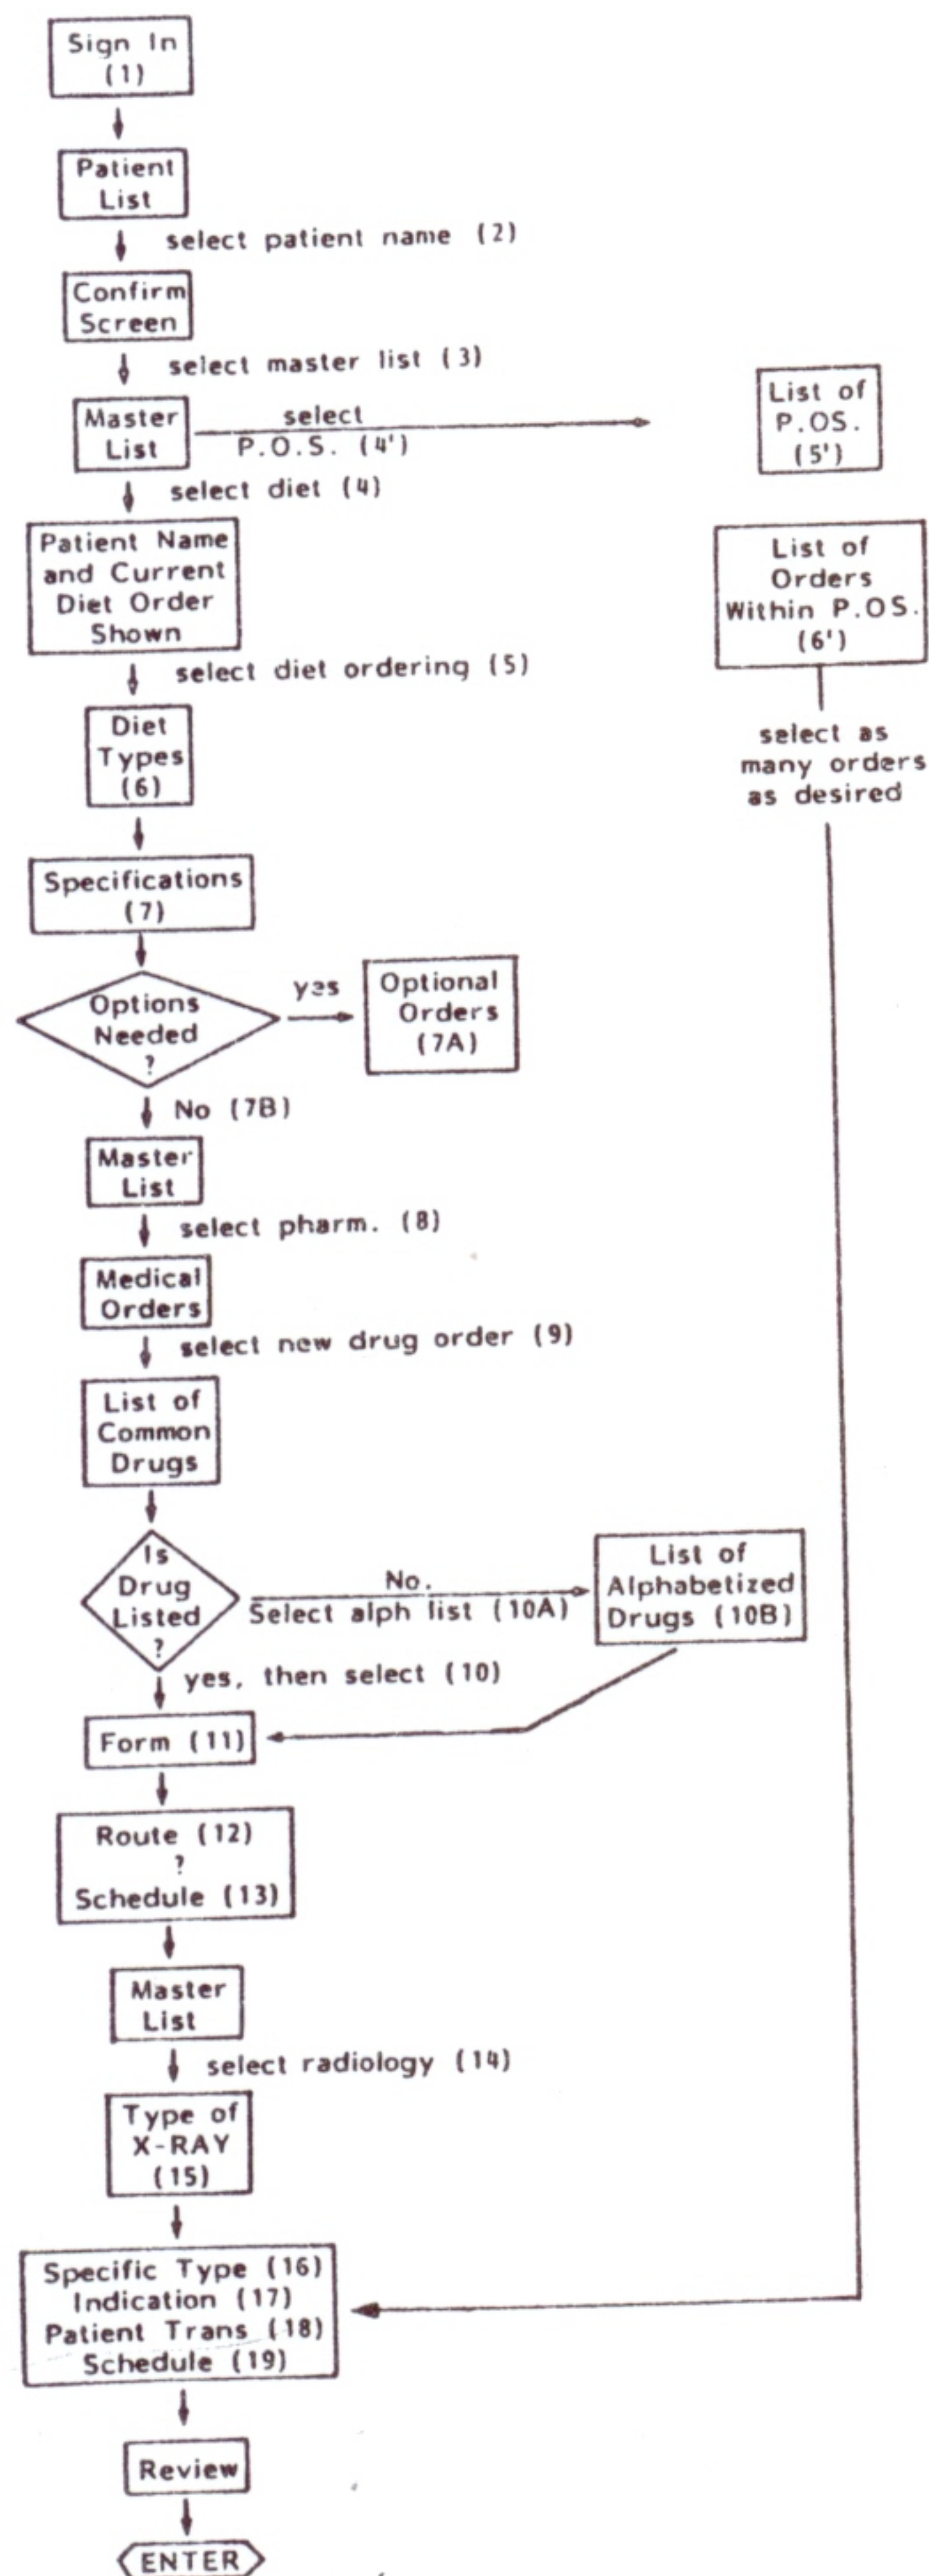 Sign In
(1)
Patient
List
select patient name (2)
Confirm
Screen
select master list (3)
Master
List
select
P.O.S. (4')
List of
P.OS.
(5')
select diet (4)
Patient Name
and Current
Diet Order
Shown
List of
Orders
Within P.OS.
(6')
select diet ordering (5)
select as
many orders
as desired
Diet
Types
(6)
Specifications
(7)
Options
Needed
?
yes
Optional
Orders
(7A)
No (7B)
Master
List
select pharm. (8)
Medical
Orders
select new drug order (9)
List of
Common
Drugs
Is
Drug
Listed
?
No.
Select alph list (10A)
List of
Alphabetized
Drugs (10B)
yes, then select (10)
Form (11)
Route (12)
?
Schedule (13)
Master
List
select radiology (14)
Type of
X-RAY
(15)
Specific Type (16)
Indication (17)
Patient Trans (18)
Schedule (19)
Review
ENTER